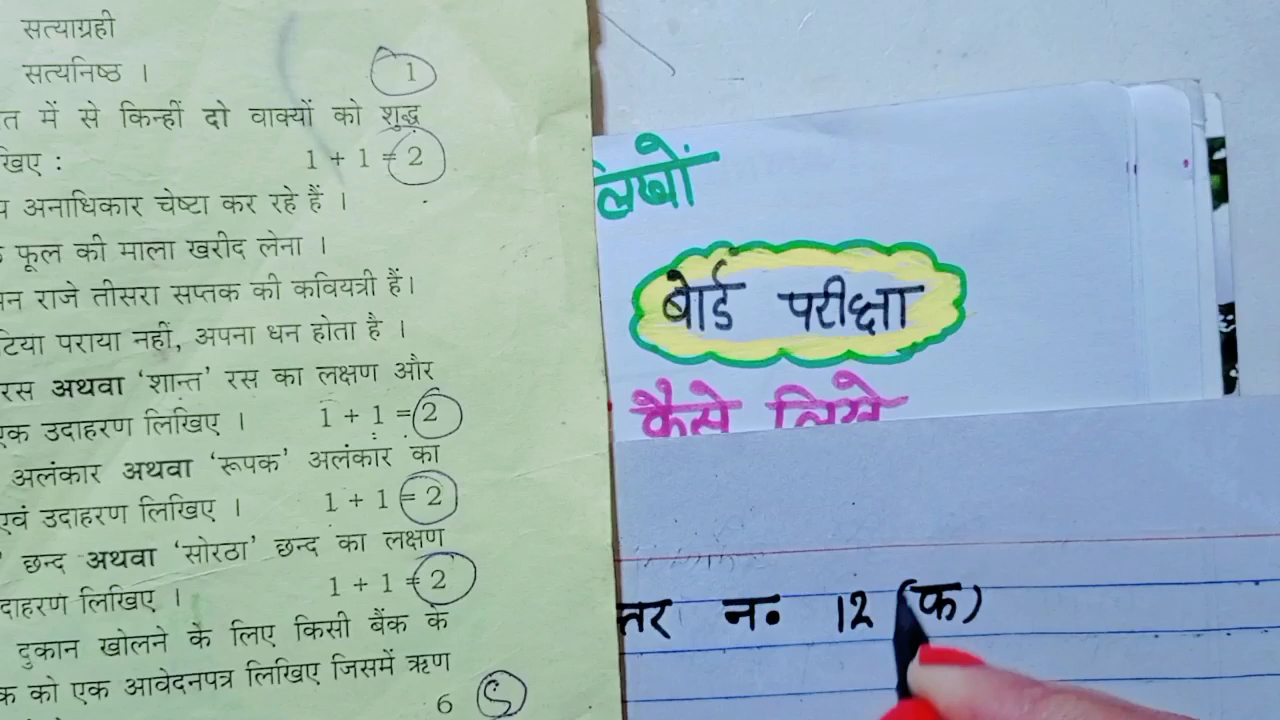 सत्याग्रही
सत्यनिष्ठ । 1
में से किन्हीं दो वाक्यों को शुद्ध
1 + 1 = 2
अनाधिकार चेष्टा कर रहे हैं ।
फूल की माला खरीद लेना ।
राजे तीसरा सप्तक की कवियत्री हैं।
पराया नहीं, अपना धन होता है ।
रस अथवा ‘शान्त’ रस का लक्षण और
उदाहरण लिखिए । 1 + 1 = 2
अलंकार अथवा ‘रूपक’ अलंकार का
एवं उदाहरण लिखिए । 1 + 1 = 2
छन्द अथवा ‘सोरठा’ छन्द का लक्षण
लिखिए । 1 + 1 = 2
दुकान खोलने के लिए किसी बैंक के
को एक आवेदनपत्र लिखिए जिसमें ऋण
6
लिखों
बोर्ड परीक्षा
कैसे लिखे
त्तर न० 12 (क)